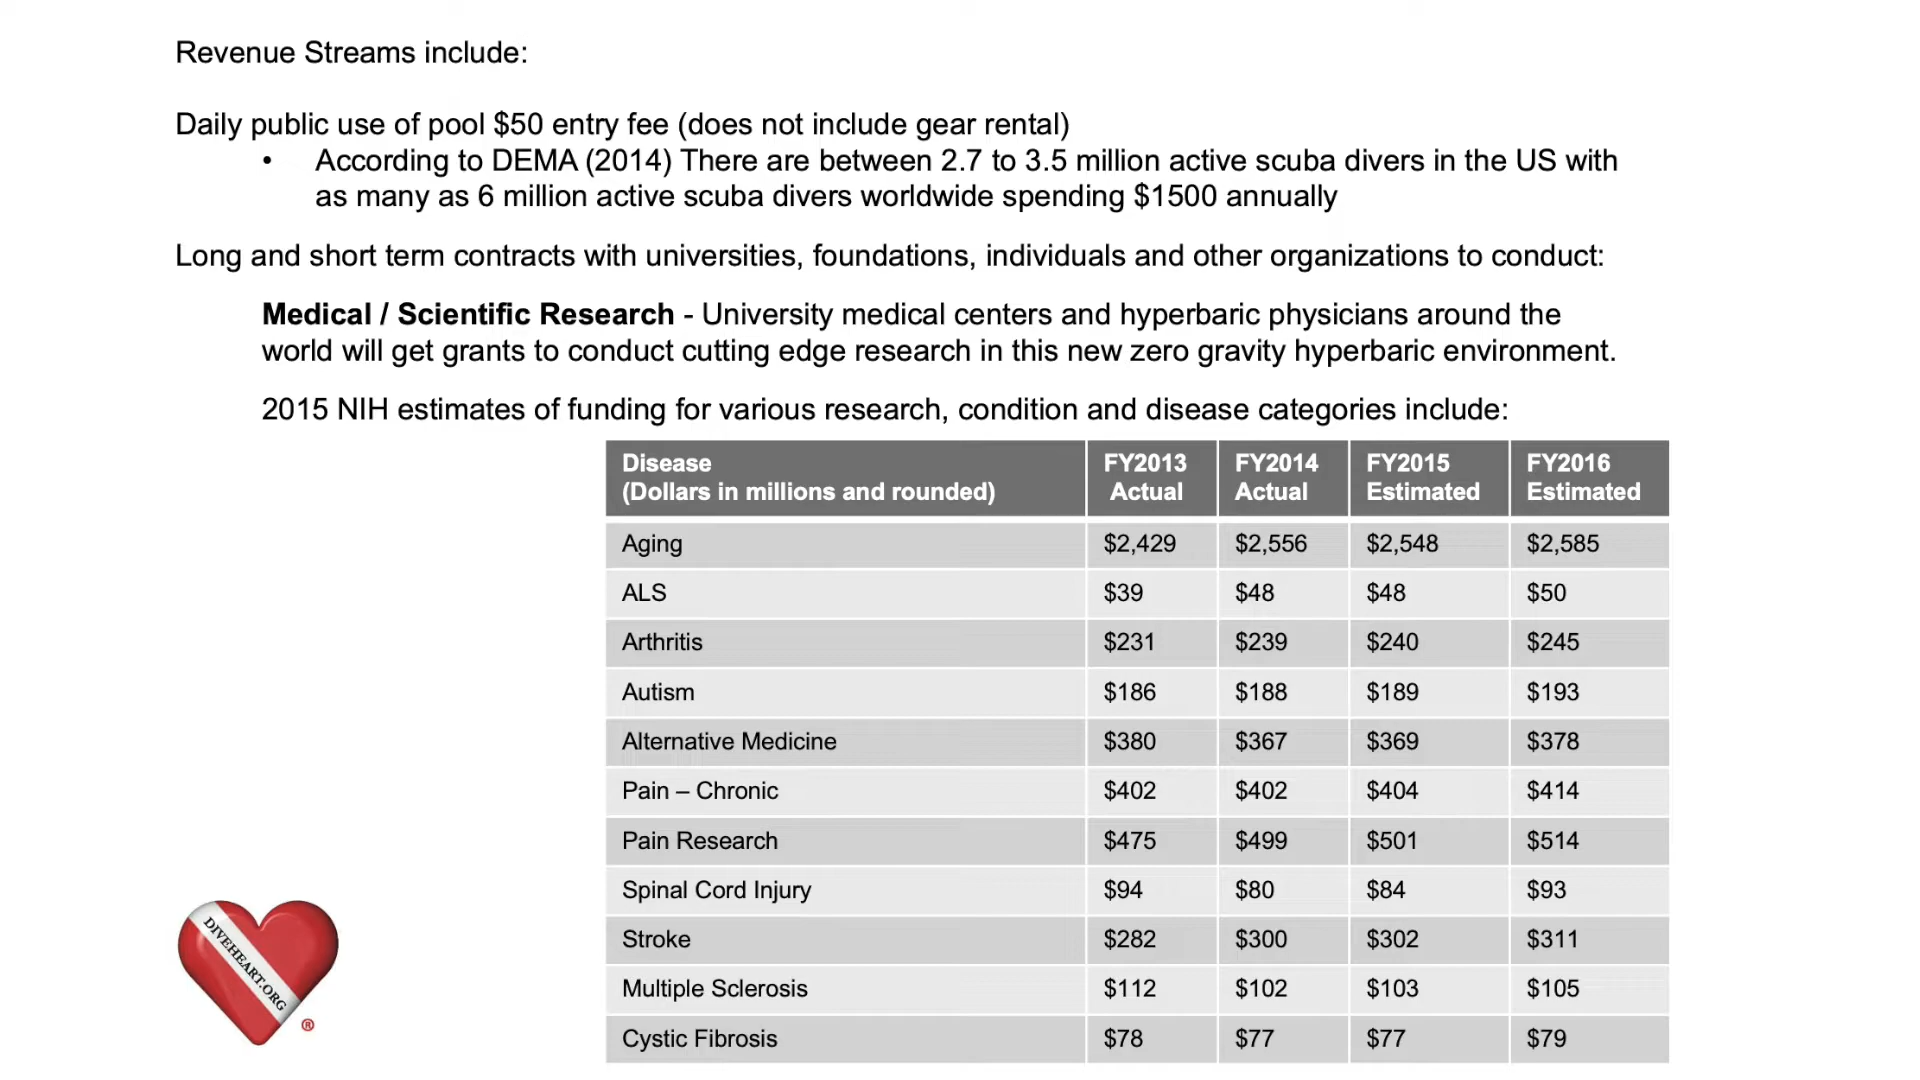 Revenue Streams include:
Daily public use of pool $50 entry fee (does not include gear rental)
• According to DEMA (2014) There are between 2.7 to 3.5 million active scuba divers in the US with
as many as 6 million active scuba divers worldwide spending $1500 annually
Long and short term contracts with universities, foundations, individuals and other organizations to conduct:
Medical / Scientific Research - University medical centers and hyperbaric physicians around the
world will get grants to conduct cutting edge research in this new zero gravity hyperbaric environment.
2015 NIH estimates of funding for various research, condition and disease categories include:
Disease FY2013 FY2014 FY2015 FY2016
(Dollars in millions and rounded) Actual Actual Estimated Estimated
Aging $2,429 $2,556 $2,548 $2,585
ALS $39 $48 $48 $50
Arthritis $231 $239 $240 $245
Autism $186 $188 $189 $193
Alternative Medicine $380 $367 $369 $378
Pain – Chronic $402 $402 $404 $414
Pain Research $475 $499 $501 $514
Spinal Cord Injury $94 $80 $84 $93
Stroke $282 $300 $302 $311
Multiple Sclerosis $112 $102 $103 $105
Cystic Fibrosis $78 $77 $77 $79
DIVEHEART.ORG
®